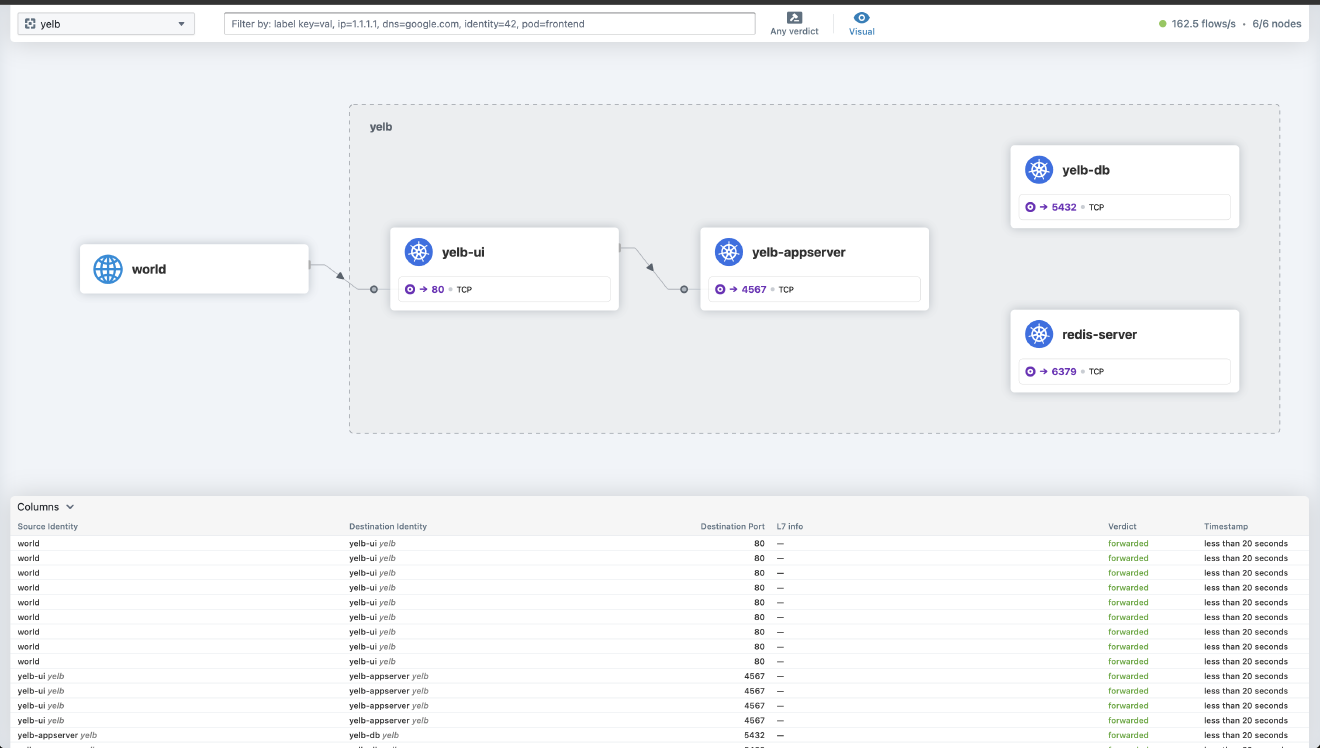 yelb
Filter by: label key=val, ip=1.1.1.1, dns=google.com, identity=42, pod=frontend
Any verdict
Visual
162.5 flows/s • 6/6 nodes
yelb
world
yelb-ui
→ 80 • TCP
yelb-appserver
→ 4567 • TCP
yelb-db
→ 5432 • TCP
redis-server
→ 6379 • TCP
Columns
Source Identity Destination Identity Destination Port L7 info Verdict Timestamp
world yelb-ui yelb 80 — forwarded less than 20 seconds
world yelb-ui yelb 80 — forwarded less than 20 seconds
world yelb-ui yelb 80 — forwarded less than 20 seconds
world yelb-ui yelb 80 — forwarded less than 20 seconds
world yelb-ui yelb 80 — forwarded less than 20 seconds
world yelb-ui yelb 80 — forwarded less than 20 seconds
world yelb-ui yelb 80 — forwarded less than 20 seconds
world yelb-ui yelb 80 — forwarded less than 20 seconds
world yelb-ui yelb 80 — forwarded less than 20 seconds
yelb-ui yelb yelb-appserver yelb 4567 — forwarded less than 20 seconds
yelb-ui yelb yelb-appserver yelb 4567 — forwarded less than 20 seconds
yelb-ui yelb yelb-appserver yelb 4567 — forwarded less than 20 seconds
yelb-ui yelb yelb-appserver yelb 4567 — forwarded less than 20 seconds
yelb-appserver yelb yelb-db yelb 5432 — forwarded less than 20 seconds